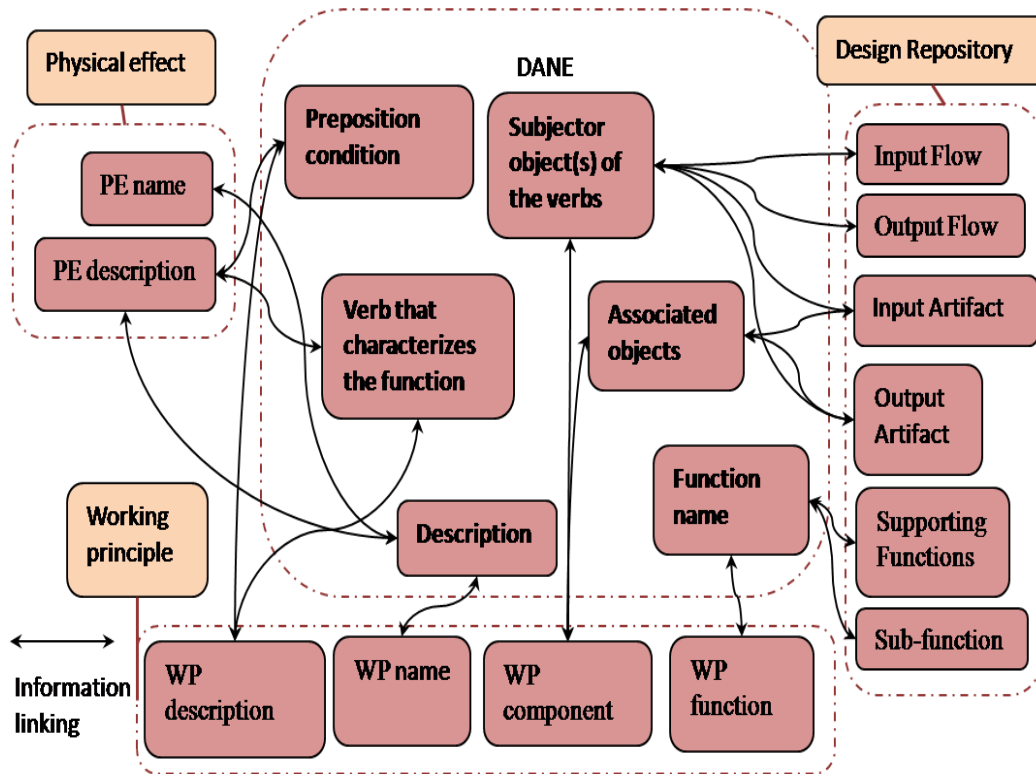 Physical effect
PE name
PE description
DANE
Preposition
condition
Subjector
object(s) of
the verbs
Verb that
characterizes
the function
Associated
objects
Function
name
Description
Design Repository
Input Flow
Output Flow
Input Artifact
Output
Artifact
Supporting
Functions
Sub-function
Working
principle
WP
description
WP name
WP
component
WP
function
Information
linking